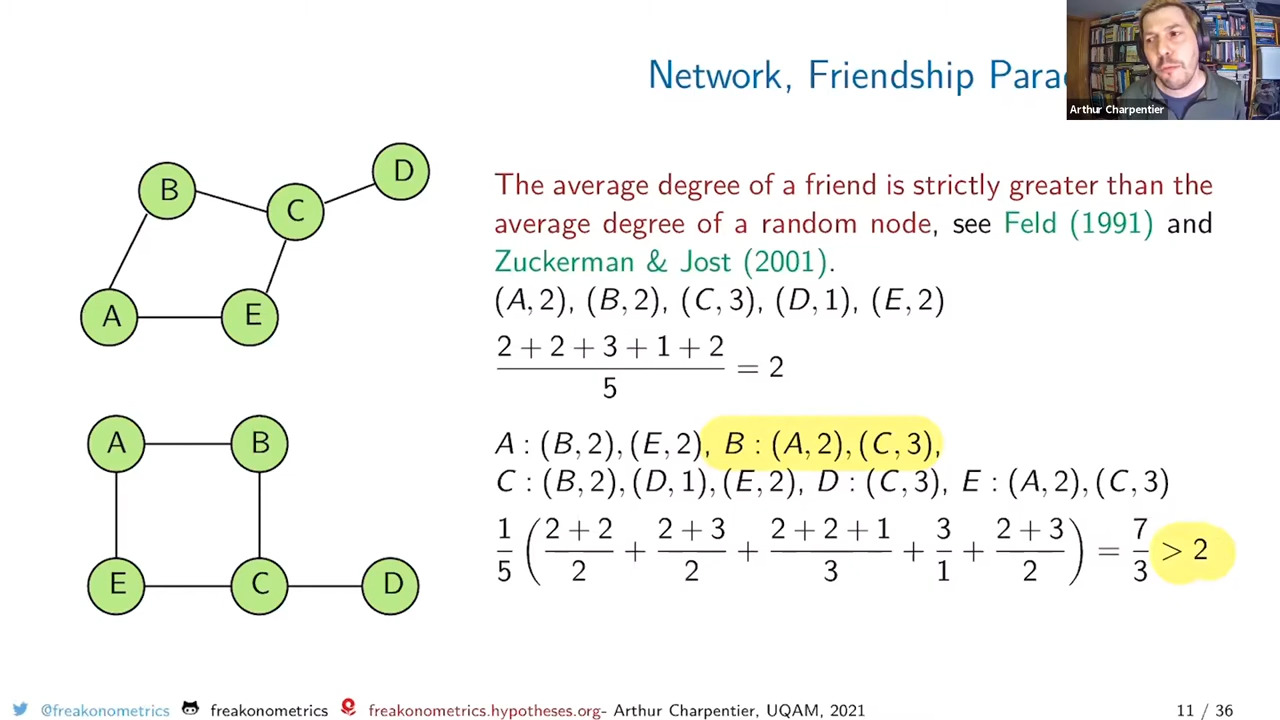 Network, Friendship Para
Arthur Charpentier
B
C
D
A
E
The average degree of a friend is strictly greater than the
average degree of a random node, see Feld (1991) and
Zuckerman & Jost (2001).
(A, 2), (B, 2), (C, 3), (D, 1), (E, 2)
2 + 2 + 3 + 1 + 2
= 2
5
A : (B, 2), (E, 2), B : (A, 2), (C, 3),
C : (B, 2), (D, 1), (E, 2), D : (C, 3), E : (A, 2), (C, 3)
1/5 ( (2 + 2)/2 + (2 + 3)/2 + (2 + 2 + 1)/3 + 3/1 + (2 + 3)/2 ) = 7/3 > 2
A
B
E
C
D
@freakonometrics freakonometrics freakonometrics.hypotheses.org- Arthur Charpentier, UQAM, 2021 11 / 36